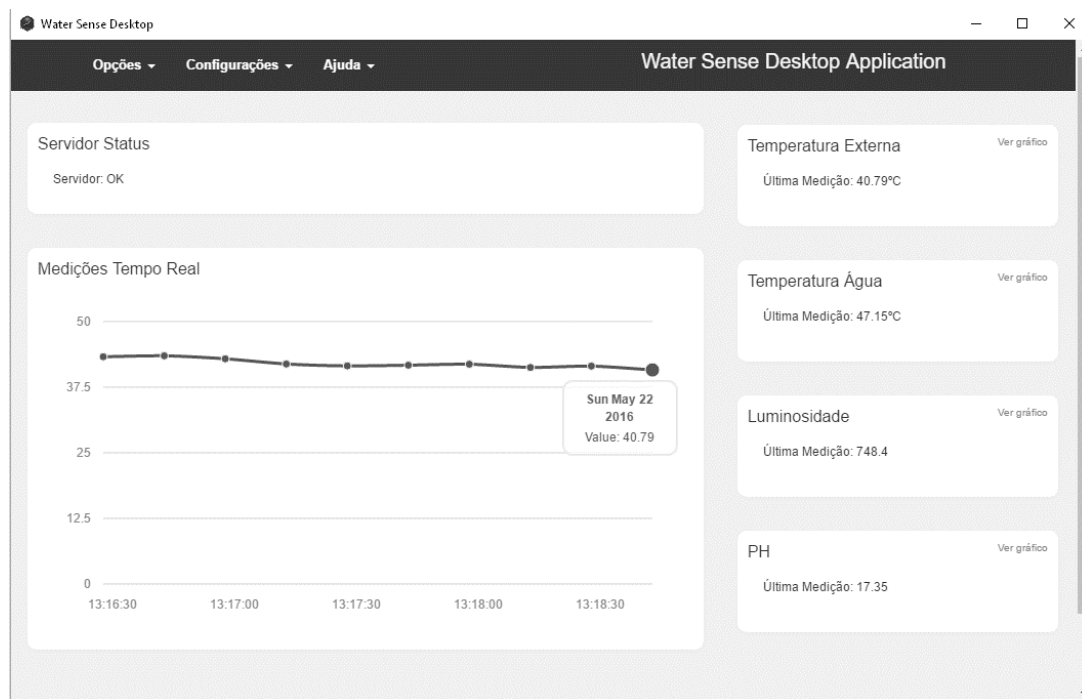 Water Sense Desktop
Opções Configurações Ajuda Water Sense Desktop Application
Servidor Status
Servidor: OK
Medições Tempo Real
50
37.5
25
12.5
0
13:16:30 13:17:00 13:17:30 13:18:00 13:18:30
Sun May 22
2016
Value: 40.79
Temperatura Externa Ver gráfico
Última Medição: 40.79ºC
Temperatura Água Ver gráfico
Última Medição: 47.15ºC
Luminosidade Ver gráfico
Última Medição: 748.4
PH Ver gráfico
Última Medição: 17.35